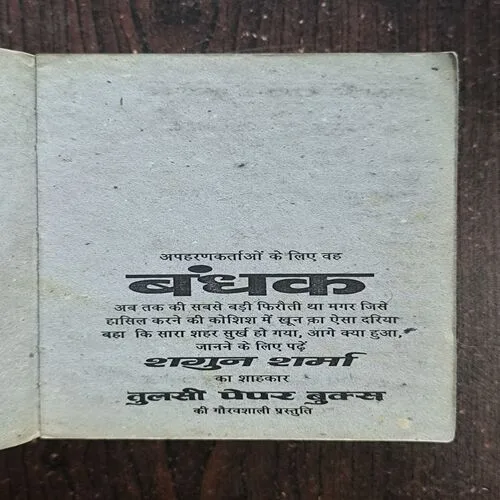 अपहरणकर्ताओं के लिए वह
बंधक
अब तक की सबसे बड़ी फिरौती था मगर जिसे
हासिल करने की कोशिश में खून का ऐसा दरिया
बहा कि सारा शहर सुर्ख हो गया, आगे क्या हुआ,
जानने के लिए पढ़ें
शगुन शर्मा
का शाहकार
तुलसी पेपर बुक्स
की गौरवशाली प्रस्तुति